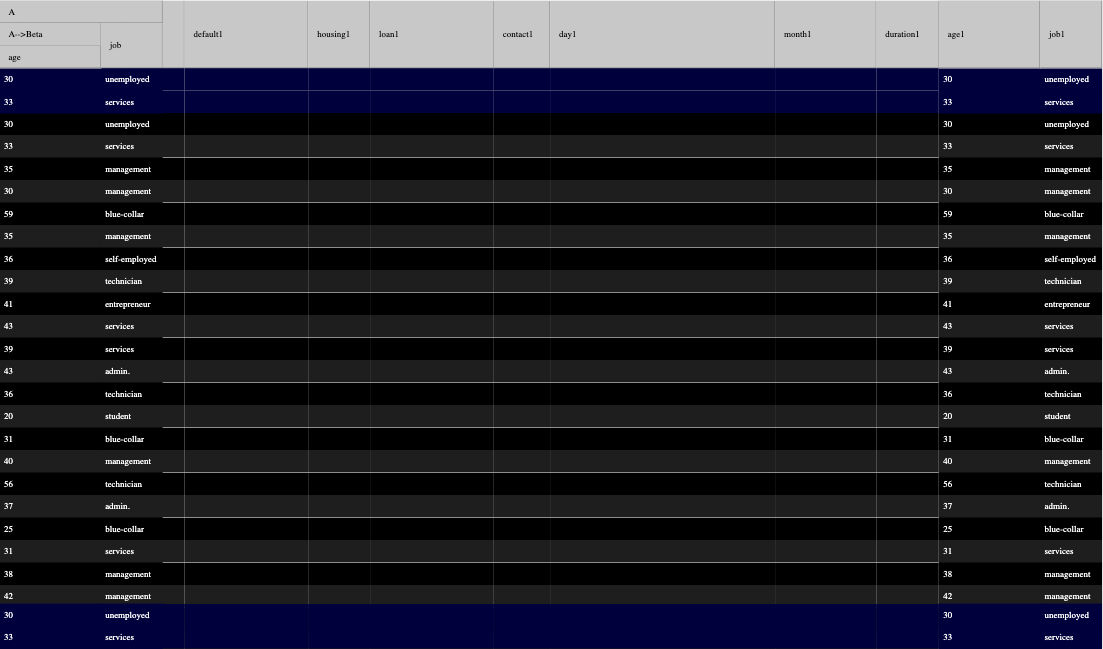 A
A-->Beta
age
job
default1 housing1 loan1 contact1 day1 month1 duration1 age1 job1
30 unemployed 30 unemployed
33 services 33 services
30 unemployed 30 unemployed
33 services 33 services
35 management 35 management
30 management 30 management
59 blue-collar 59 blue-collar
35 management 35 management
36 self-employed 36 self-employed
39 technician 39 technician
41 entrepreneur 41 entrepreneur
43 services 43 services
39 services 39 services
43 admin. 43 admin.
36 technician 36 technician
20 student 20 student
31 blue-collar 31 blue-collar
40 management 40 management
56 technician 56 technician
37 admin. 37 admin.
25 blue-collar 25 blue-collar
31 services 31 services
38 management 38 management
42 management 42 management
30 unemployed 30 unemployed
33 services 33 services